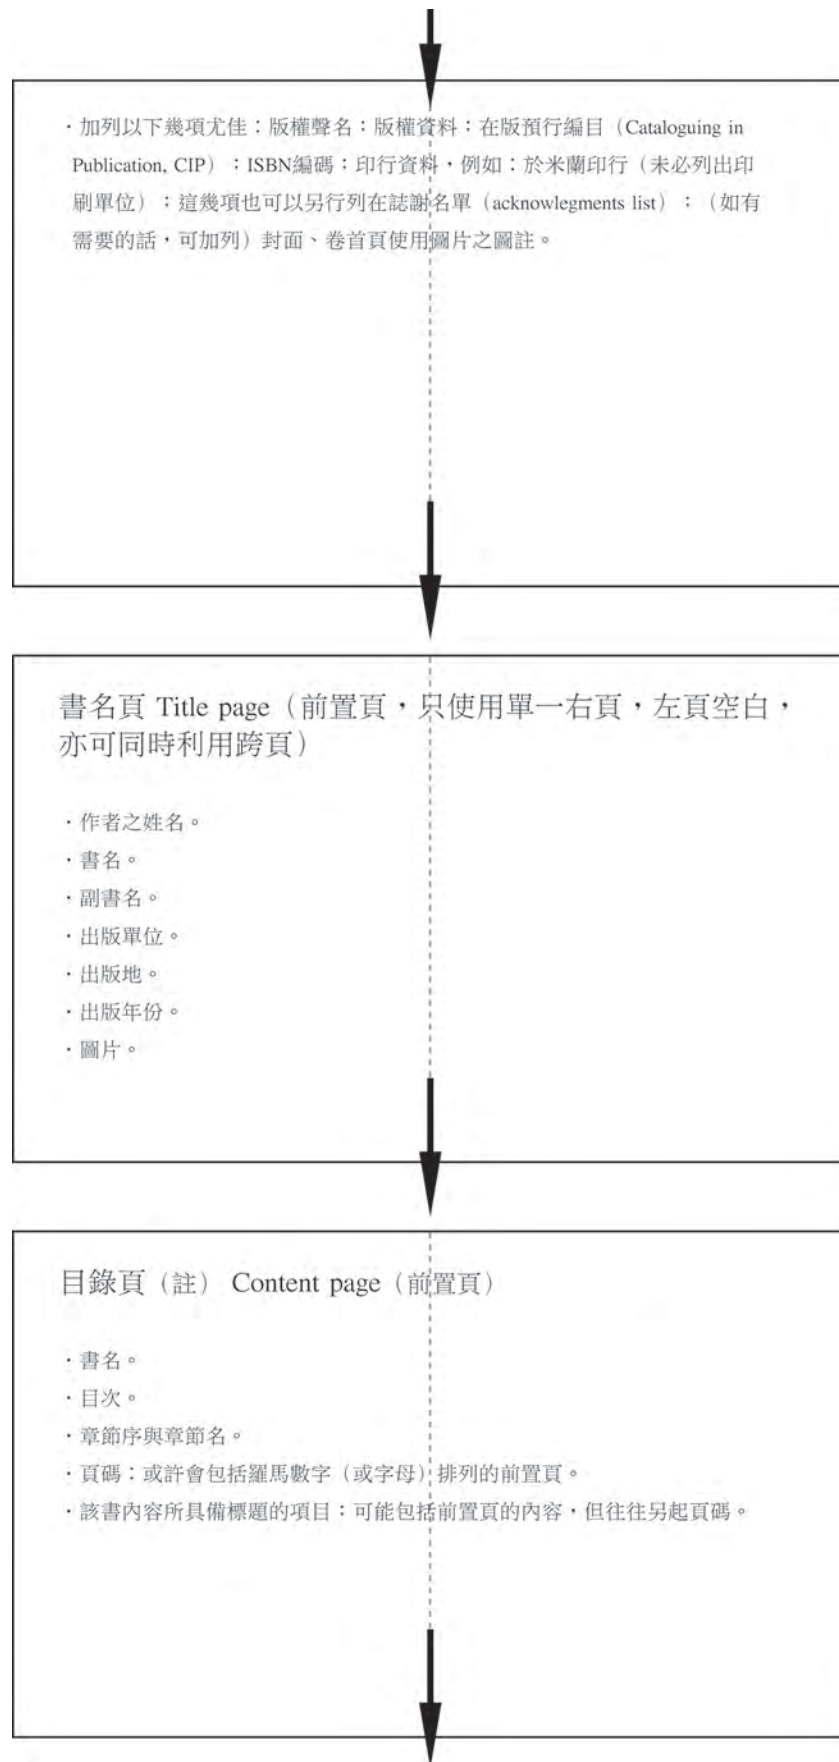 ・加列以下幾項尤佳：版權聲名：版權資料：在版預行編目（Cataloguing in
Publication, CIP）；ISBN編碼：印行資料，例如：於米蘭印行（未必列出印
刷單位）；這幾項也可以另行列在誌謝名單（acknowlegments list）；（如有
需要的話，可加列）封面、卷首頁使用圖片之圖註。
書名頁 Title page（前置頁，只使用單一右頁，左頁空白，
亦可同時利用跨頁）
・作者之姓名。
・書名。
・副書名。
・出版單位。
・出版地。
・出版年份。
・圖片。
目錄頁（註） Content page（前置頁）
・書名。
・目次。
・章節序與章節名。
・頁碼：或許會包括羅馬數字（或字母）排列的前置頁。
・該書內容所具備標題的項目：可能包括前置頁的內容，但往往另起頁碼。